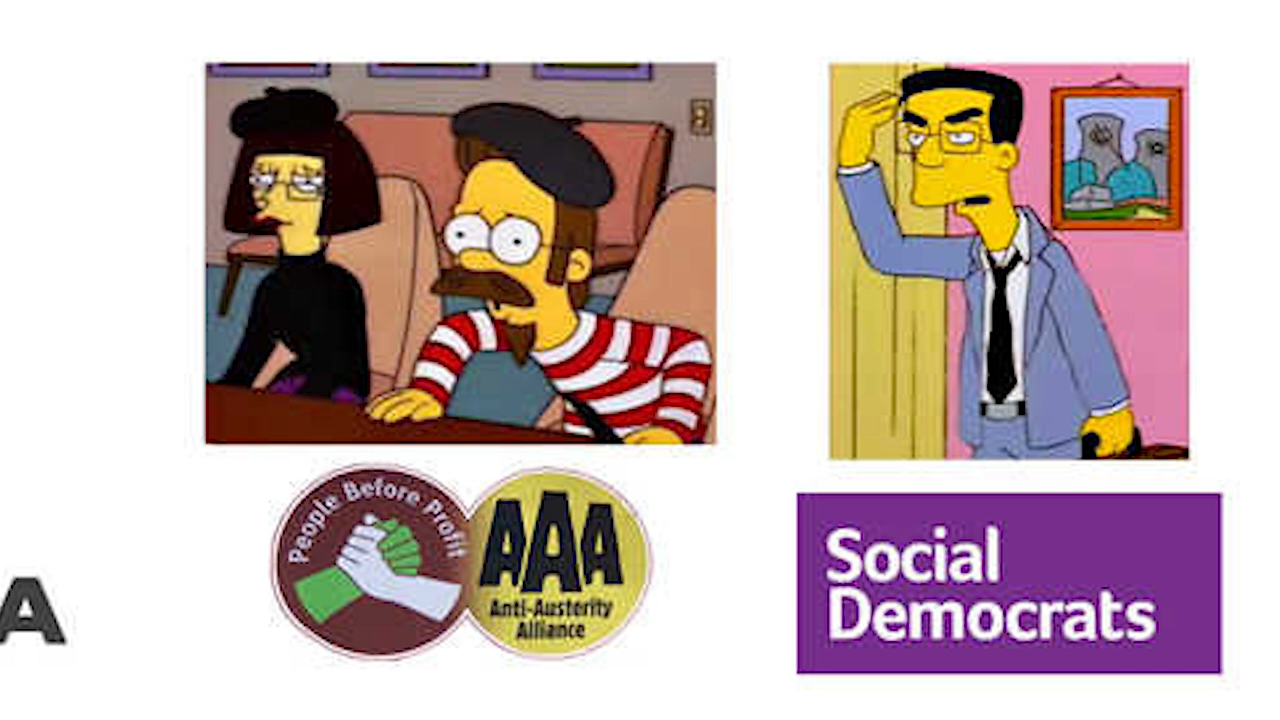 A
People Before Profit
AAA
Anti-Austerity
Alliance
Social
Democrats